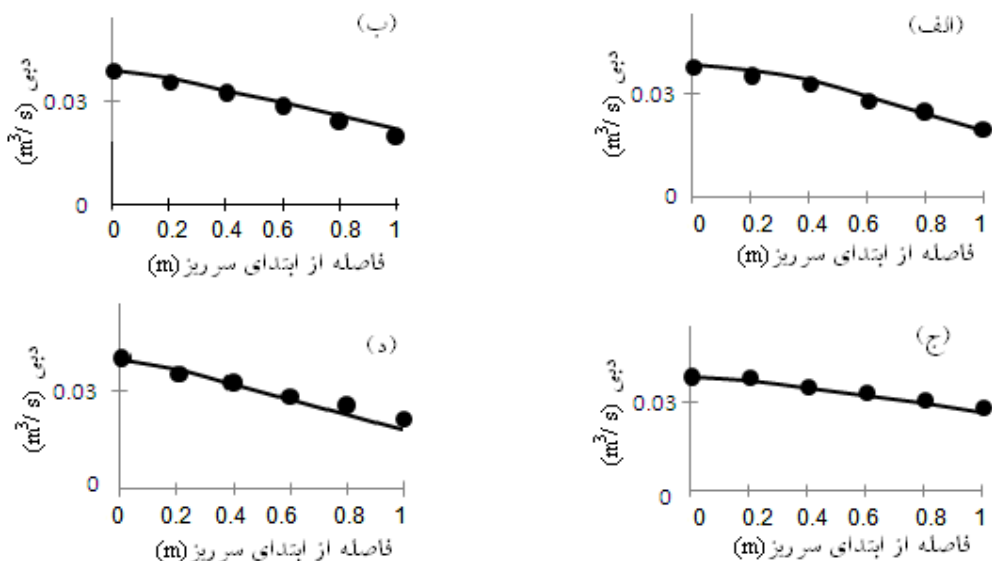 (الف)
دبی (m³/s)
0.03
0
0 0.2 0.4 0.6 0.8 1
فاصله از ابتدای سرریز(m)
(ب)
دبی (m³/s)
0.03
0
0 0.2 0.4 0.6 0.8 1
فاصله از ابتدای سرریز(m)
(ج)
دبی (m³/s)
0.03
0
0 0.2 0.4 0.6 0.8 1
فاصله از ابتدای سرریز(m)
(د)
دبی (m³/s)
0.03
0
0 0.2 0.4 0.6 0.8 1
فاصله از ابتدای سرریز(m)